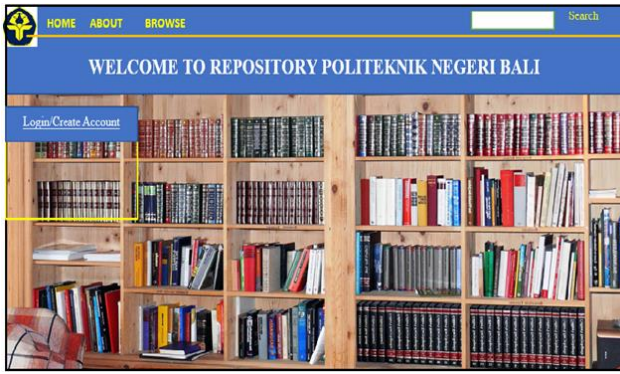 HOME ABOUT BROWSE
Search
WELCOME TO REPOSITORY POLITEKNIK NEGERI BALI
Login/Create Account